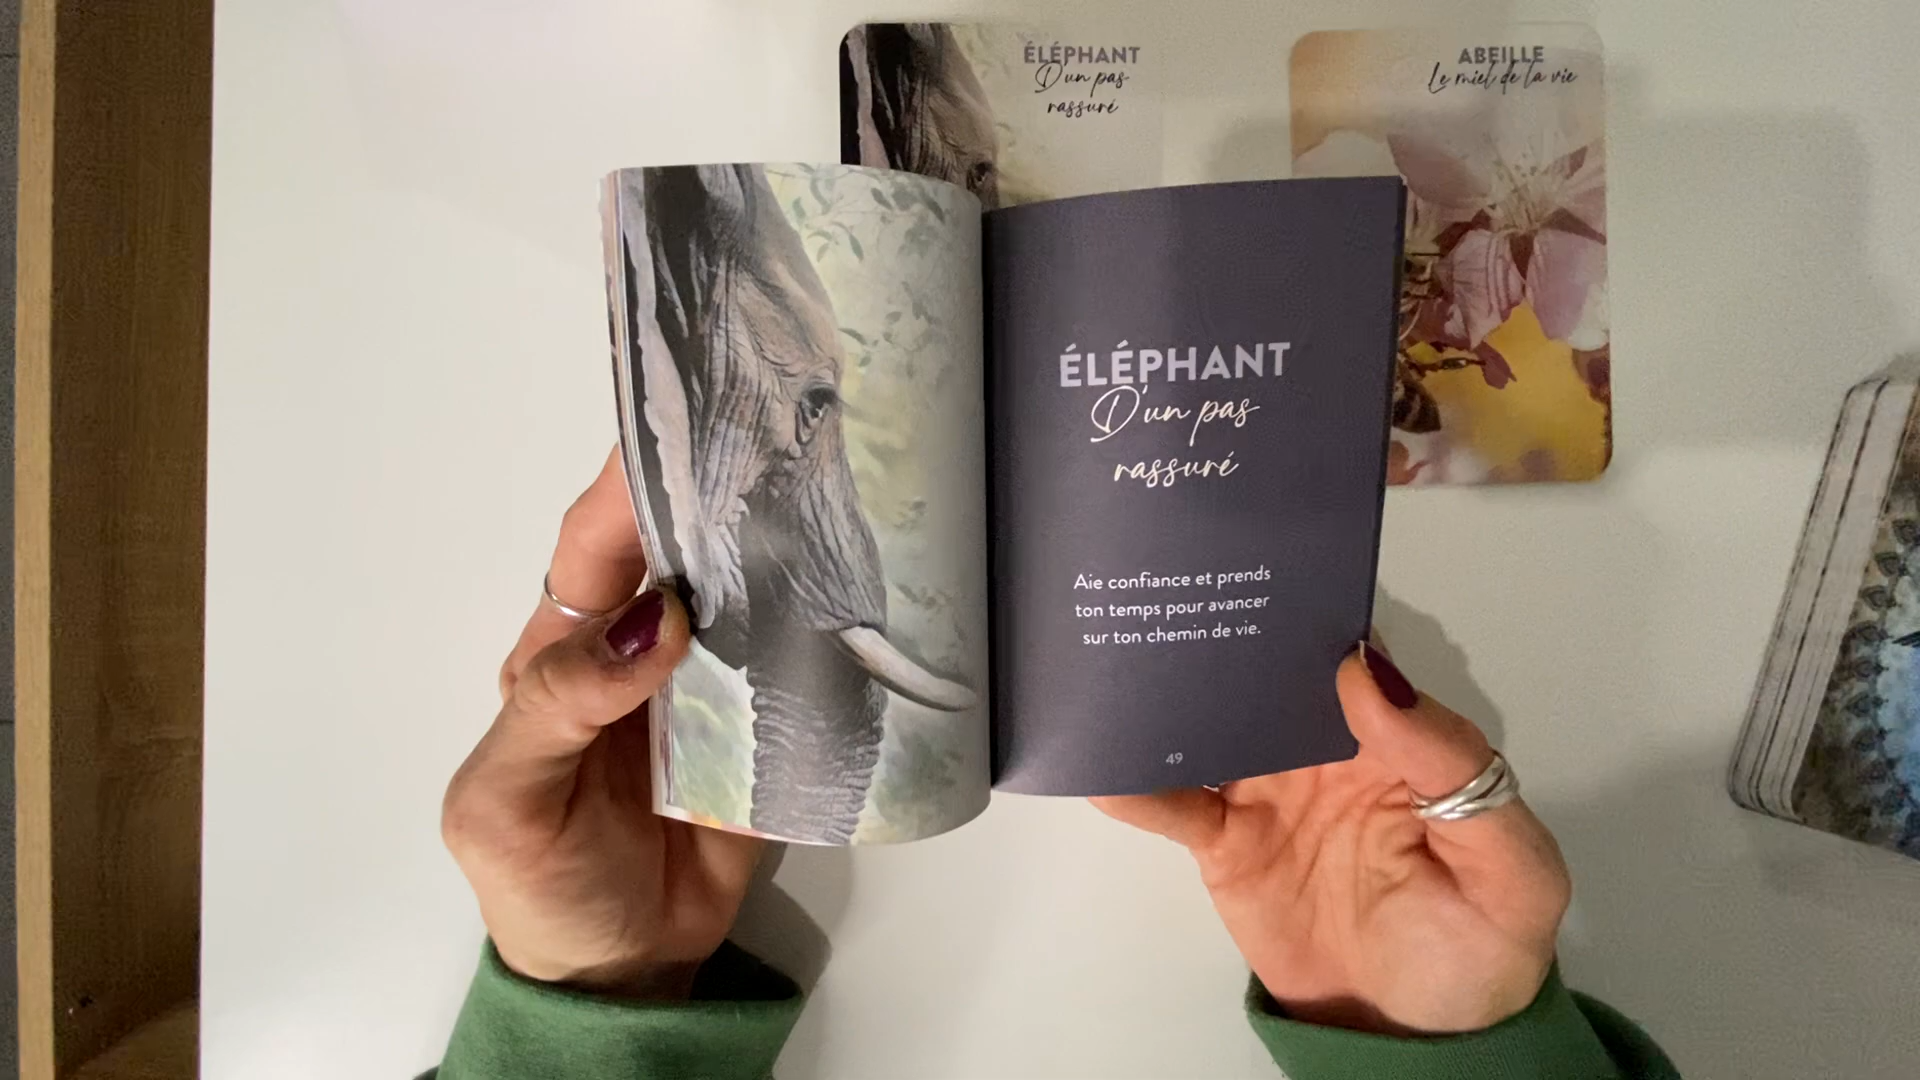 ÉLÉPHANT
D'un pas
rassuré
ABEILLE
Le miel de la vie
ÉLÉPHANT
D'un pas
rassuré
Aie confiance et prends
ton temps pour avancer
sur ton chemin de vie.
49